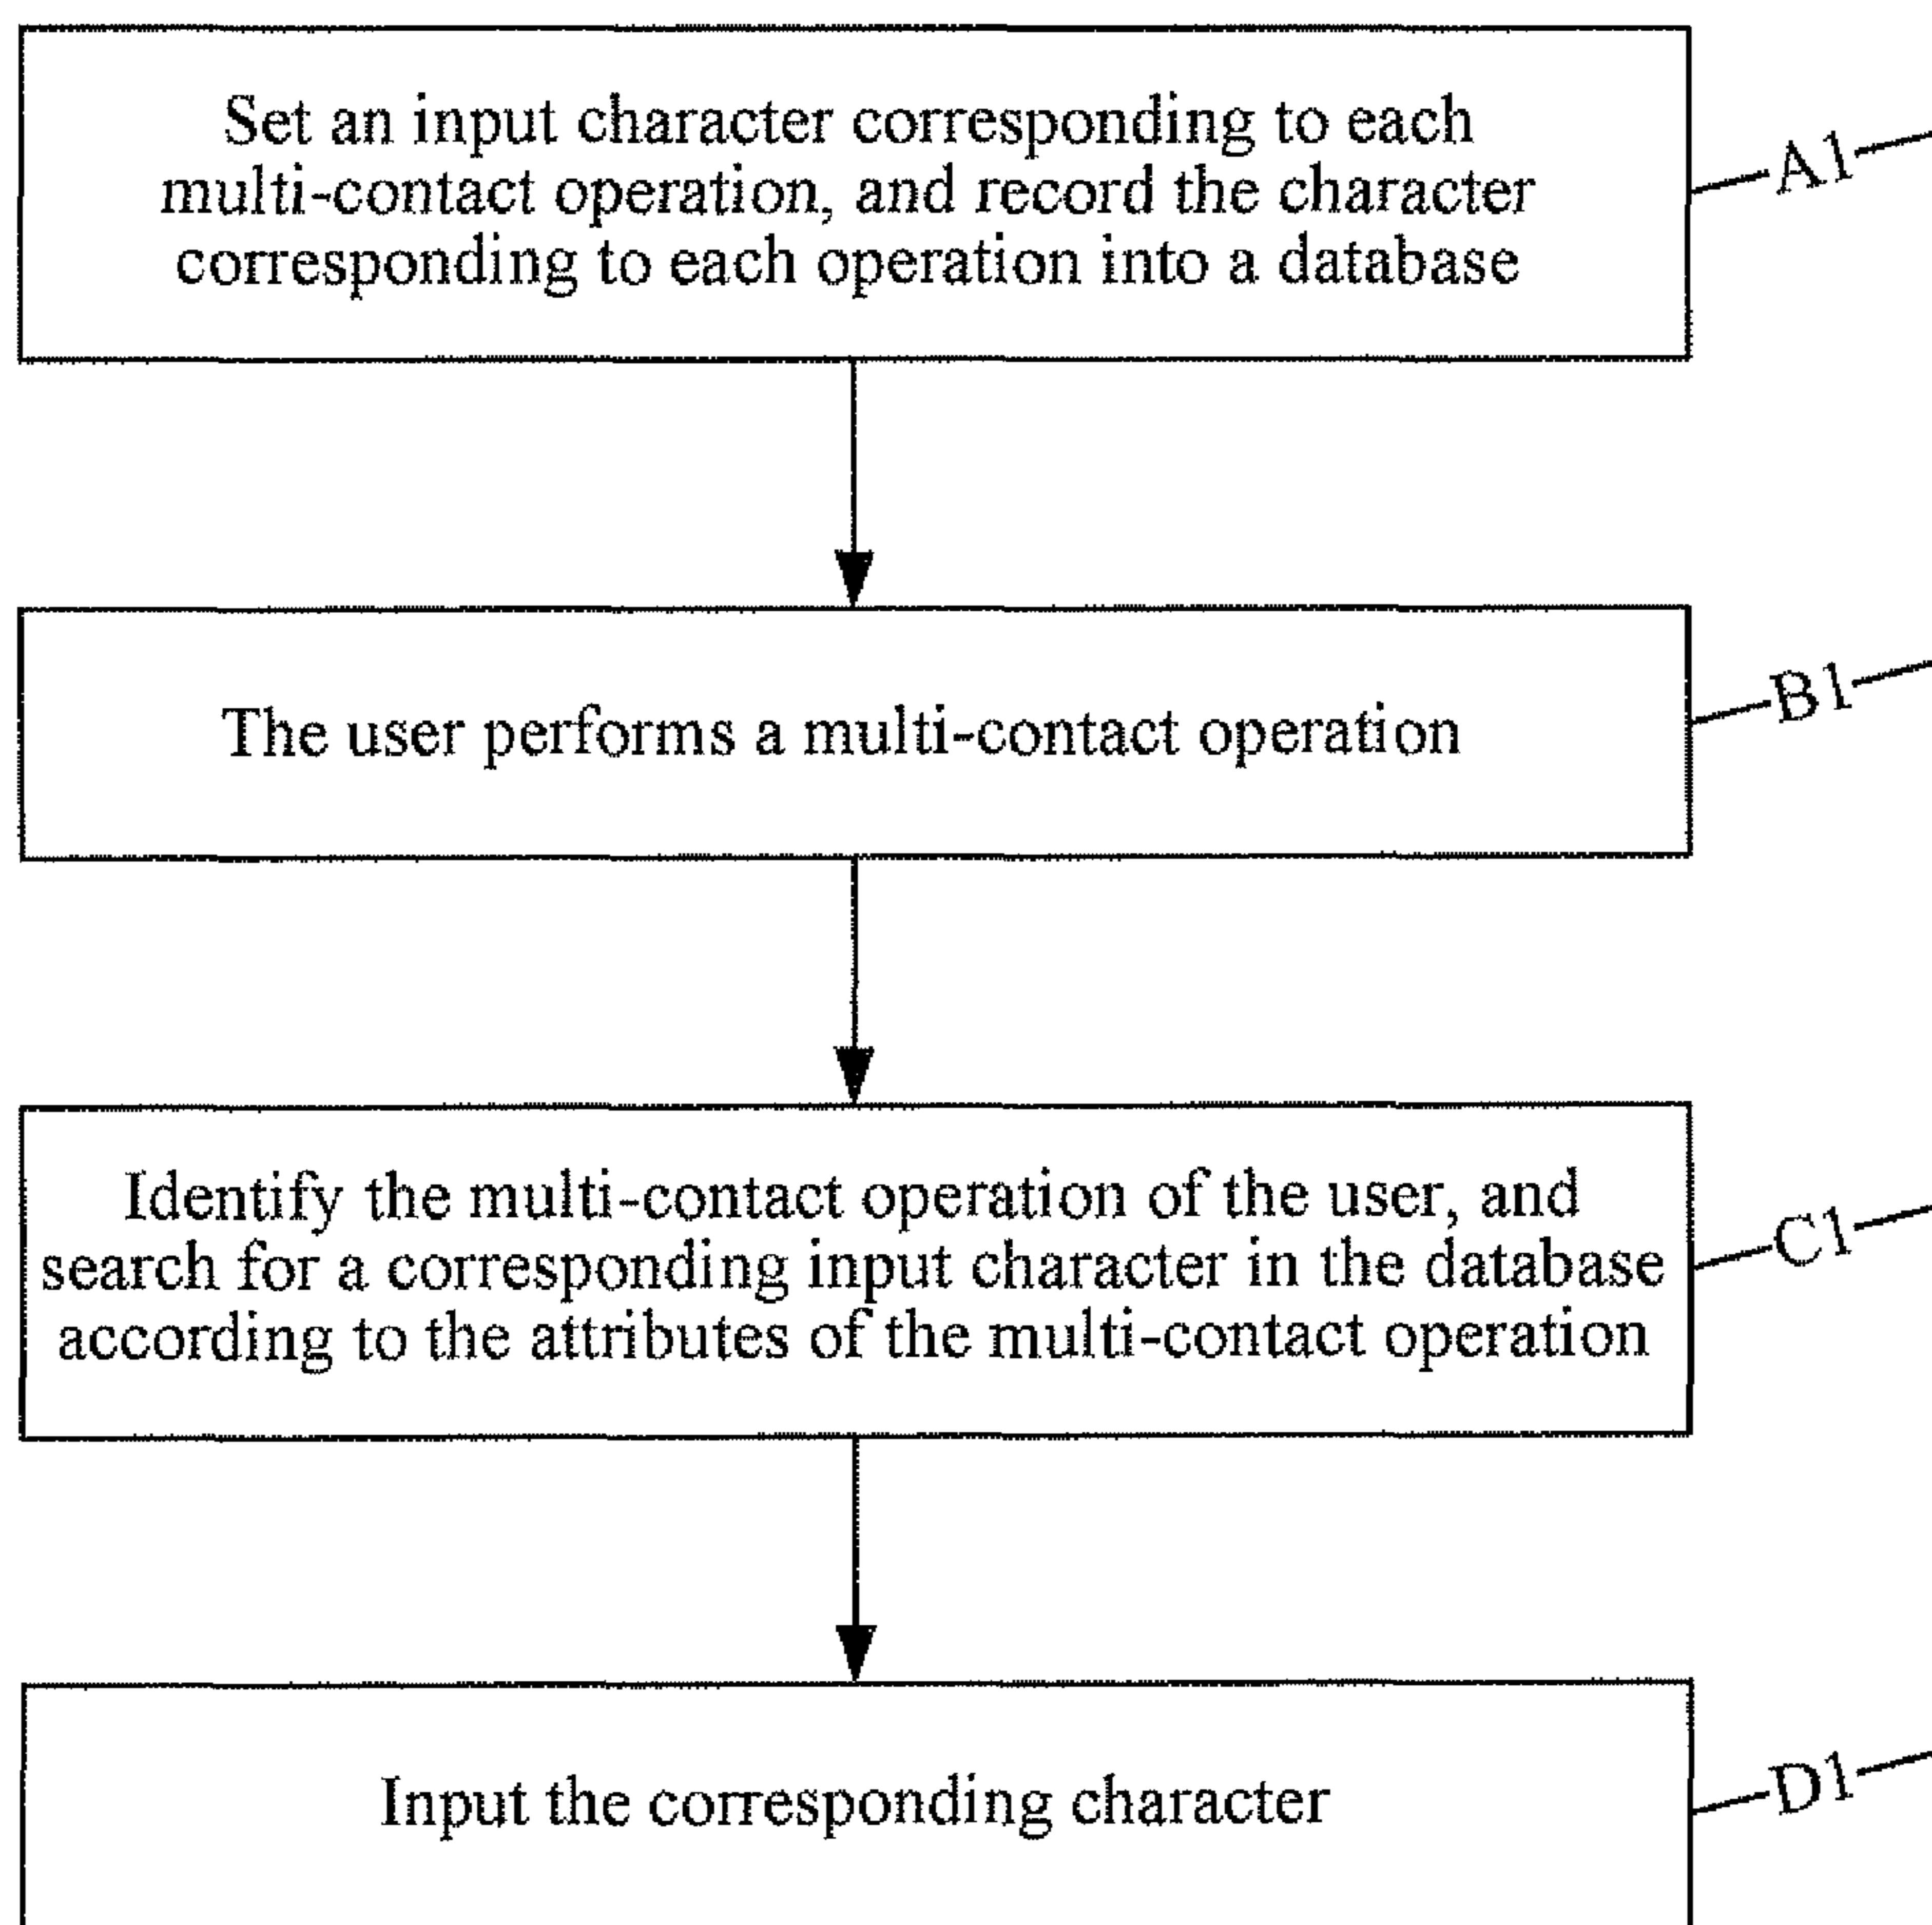 Set an input character corresponding to each
multi-contact operation, and record the character
corresponding to each operation into a database
A1
The user performs a multi-contact operation
B1
Identify the multi-contact operation of the user, and
search for a corresponding input character in the database
according to the attributes of the multi-contact operation
C1
Input the corresponding character
D1